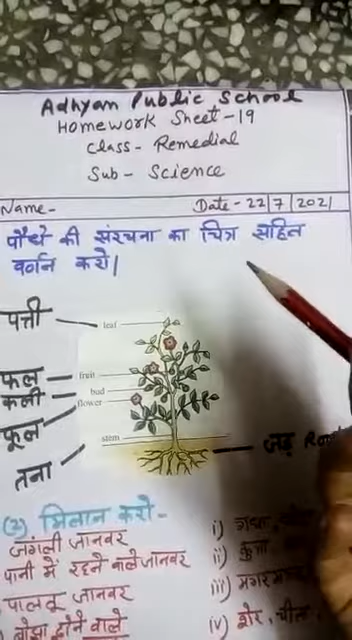 Adhyan Public School
Homework Sheet-19
Class- Remedial
Sub- Science
Name-
Date- 22/7/2021
पौधे की संरचना का चित्र सहित
वर्णन करो।
पत्ती
leaf
फल
fruit
कली
bud
flower
फूल
stem
तना
जड़
(2) मिलान करो-
जंगली जानवर
i) गधा,
पानी में रहने वाले जानवर
ii) कुत्ता
पालतू जानवर
iii)
बोझा ढोने वाले
iv) शेर, चीता